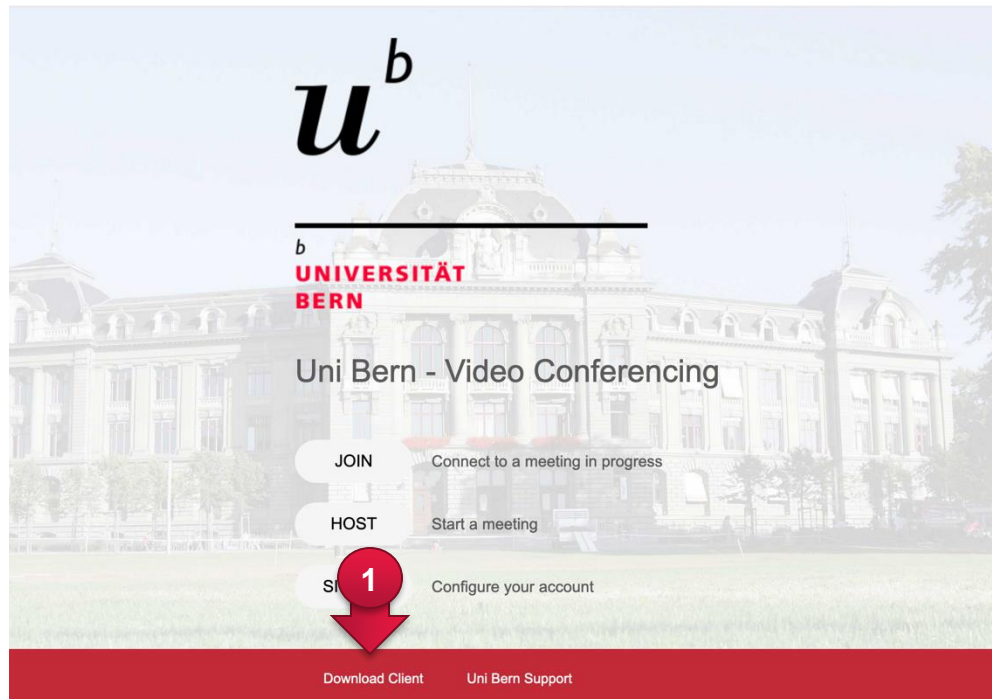 u b
b
UNIVERSITÄT
BERN
Uni Bern - Video Conferencing
JOIN Connect to a meeting in progress
HOST Start a meeting
1 Configure your account
Download Client Uni Bern Support